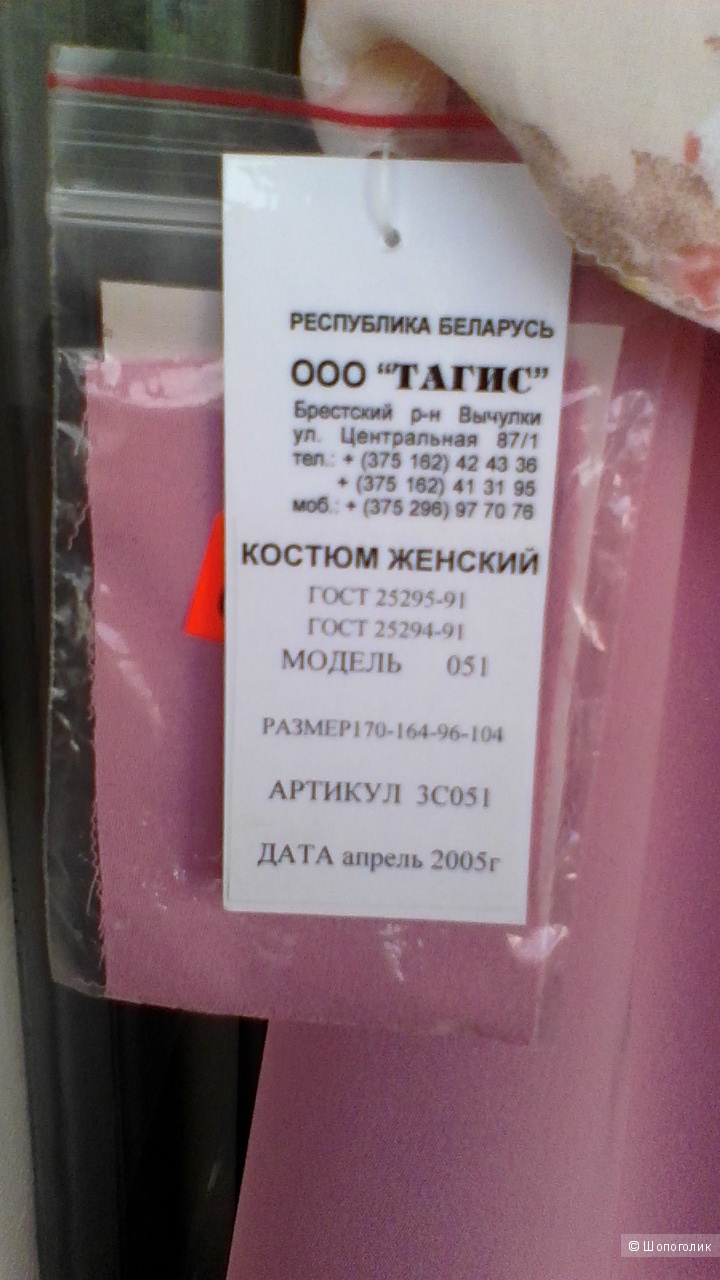 РЕСПУБЛИКА БЕЛАРУСЬ
ООО “ТАГИС”
Брестский р-н Вычулки
ул. Центральная 87/1
тел.: + (375 162) 42 43 36
+ (375 162) 41 31 95
моб.: + (375 296) 97 70 76
КОСТЮМ ЖЕНСКИЙ
ГОСТ 25295-91
ГОСТ 25294-91
МОДЕЛЬ 051
РАЗМЕР170-164-96-104
АРТИКУЛ 3С051
ДАТА апрель 2005г
© Шопоголик